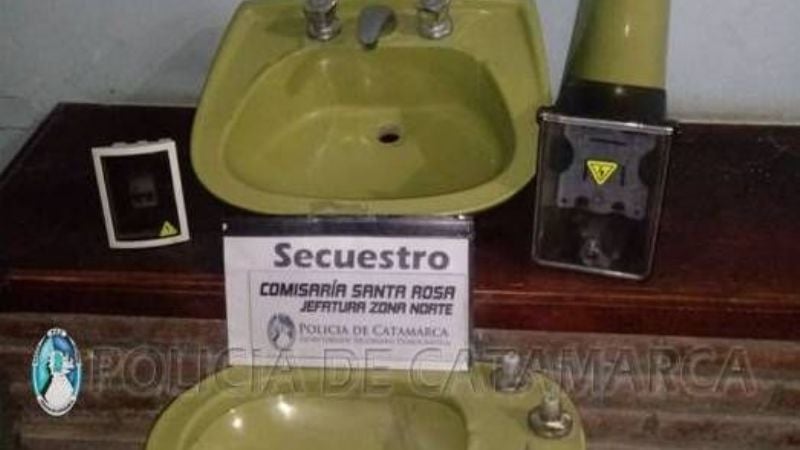 Secuestro
COMISARÍA SANTA ROSA
JEFATURA ZONA NORTE
POLICIA DE CATAMARCA
POLICIA DE CATAMARCA